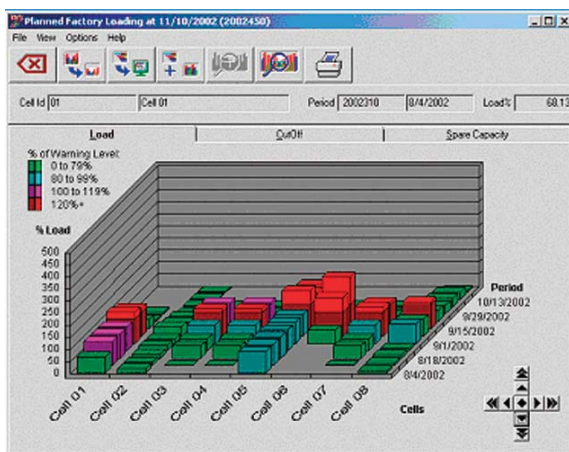 Planned Factory Loading at 11/10/2002 (2002450)
File View Options Help
Cell Id 01 Cell 01 Period 2002310 8/4/2002 Load% 68.13
Load CutOff Spare Capacity
% of Warning Level:
0 to 79%
80 to 99%
100 to 119%
120%+
% Load
500
450
400
350
300
250
200
150
100
50
0
Period
10/13/2002
9/29/2002
9/15/2002
9/1/2002
8/18/2002
8/4/2002
Cell 01 Cell 02 Cell 03 Cell 04 Cell 05 Cell 06 Cell 07 Cell 08
Cells